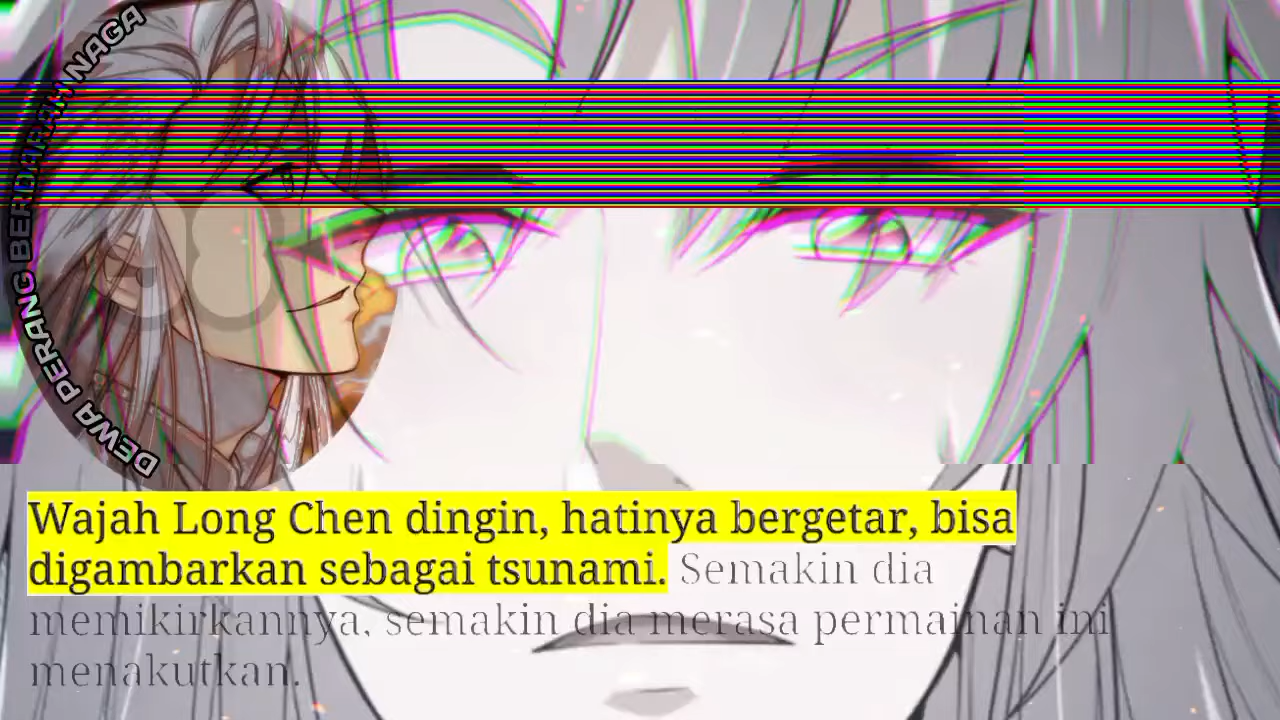 DEWA PERANG BERDARAH NAGA
Wajah Long Chen dingin, hatinya bergetar, bisa
digambarkan sebagai tsunami. Semakin dia
memikirkannya, semakin dia merasa permainan ini
menakutkan.